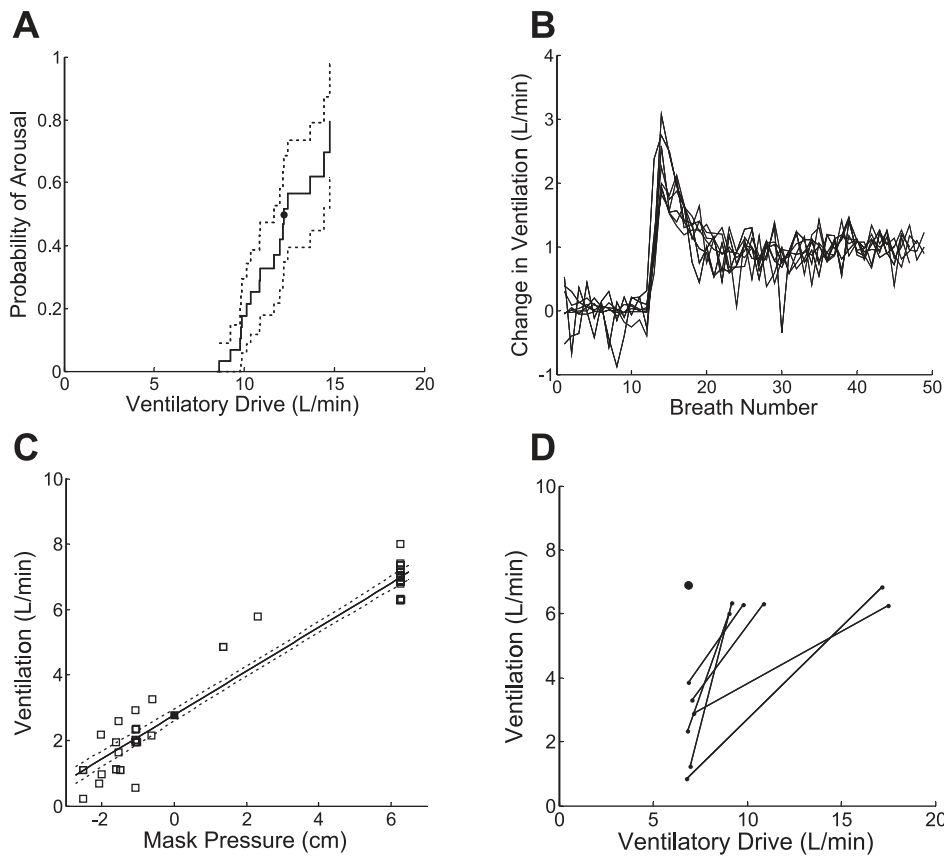 A
Probability of Arousal
1
0.8
0.6
0.4
0.2
0
0 5 10 15 20
Ventilatory Drive (L/min)
B
Change in Ventilation (L/min)
4
3
2
1
0
-1
0 10 20 30 40 50
Breath Number
C
Ventilation (L/min)
10
8
6
4
2
0
-2 0 2 4 6
Mask Pressure (cm)
D
Ventilation (L/min)
10
8
6
4
2
0
0 5 10 15 20
Ventilatory Drive (L/min)